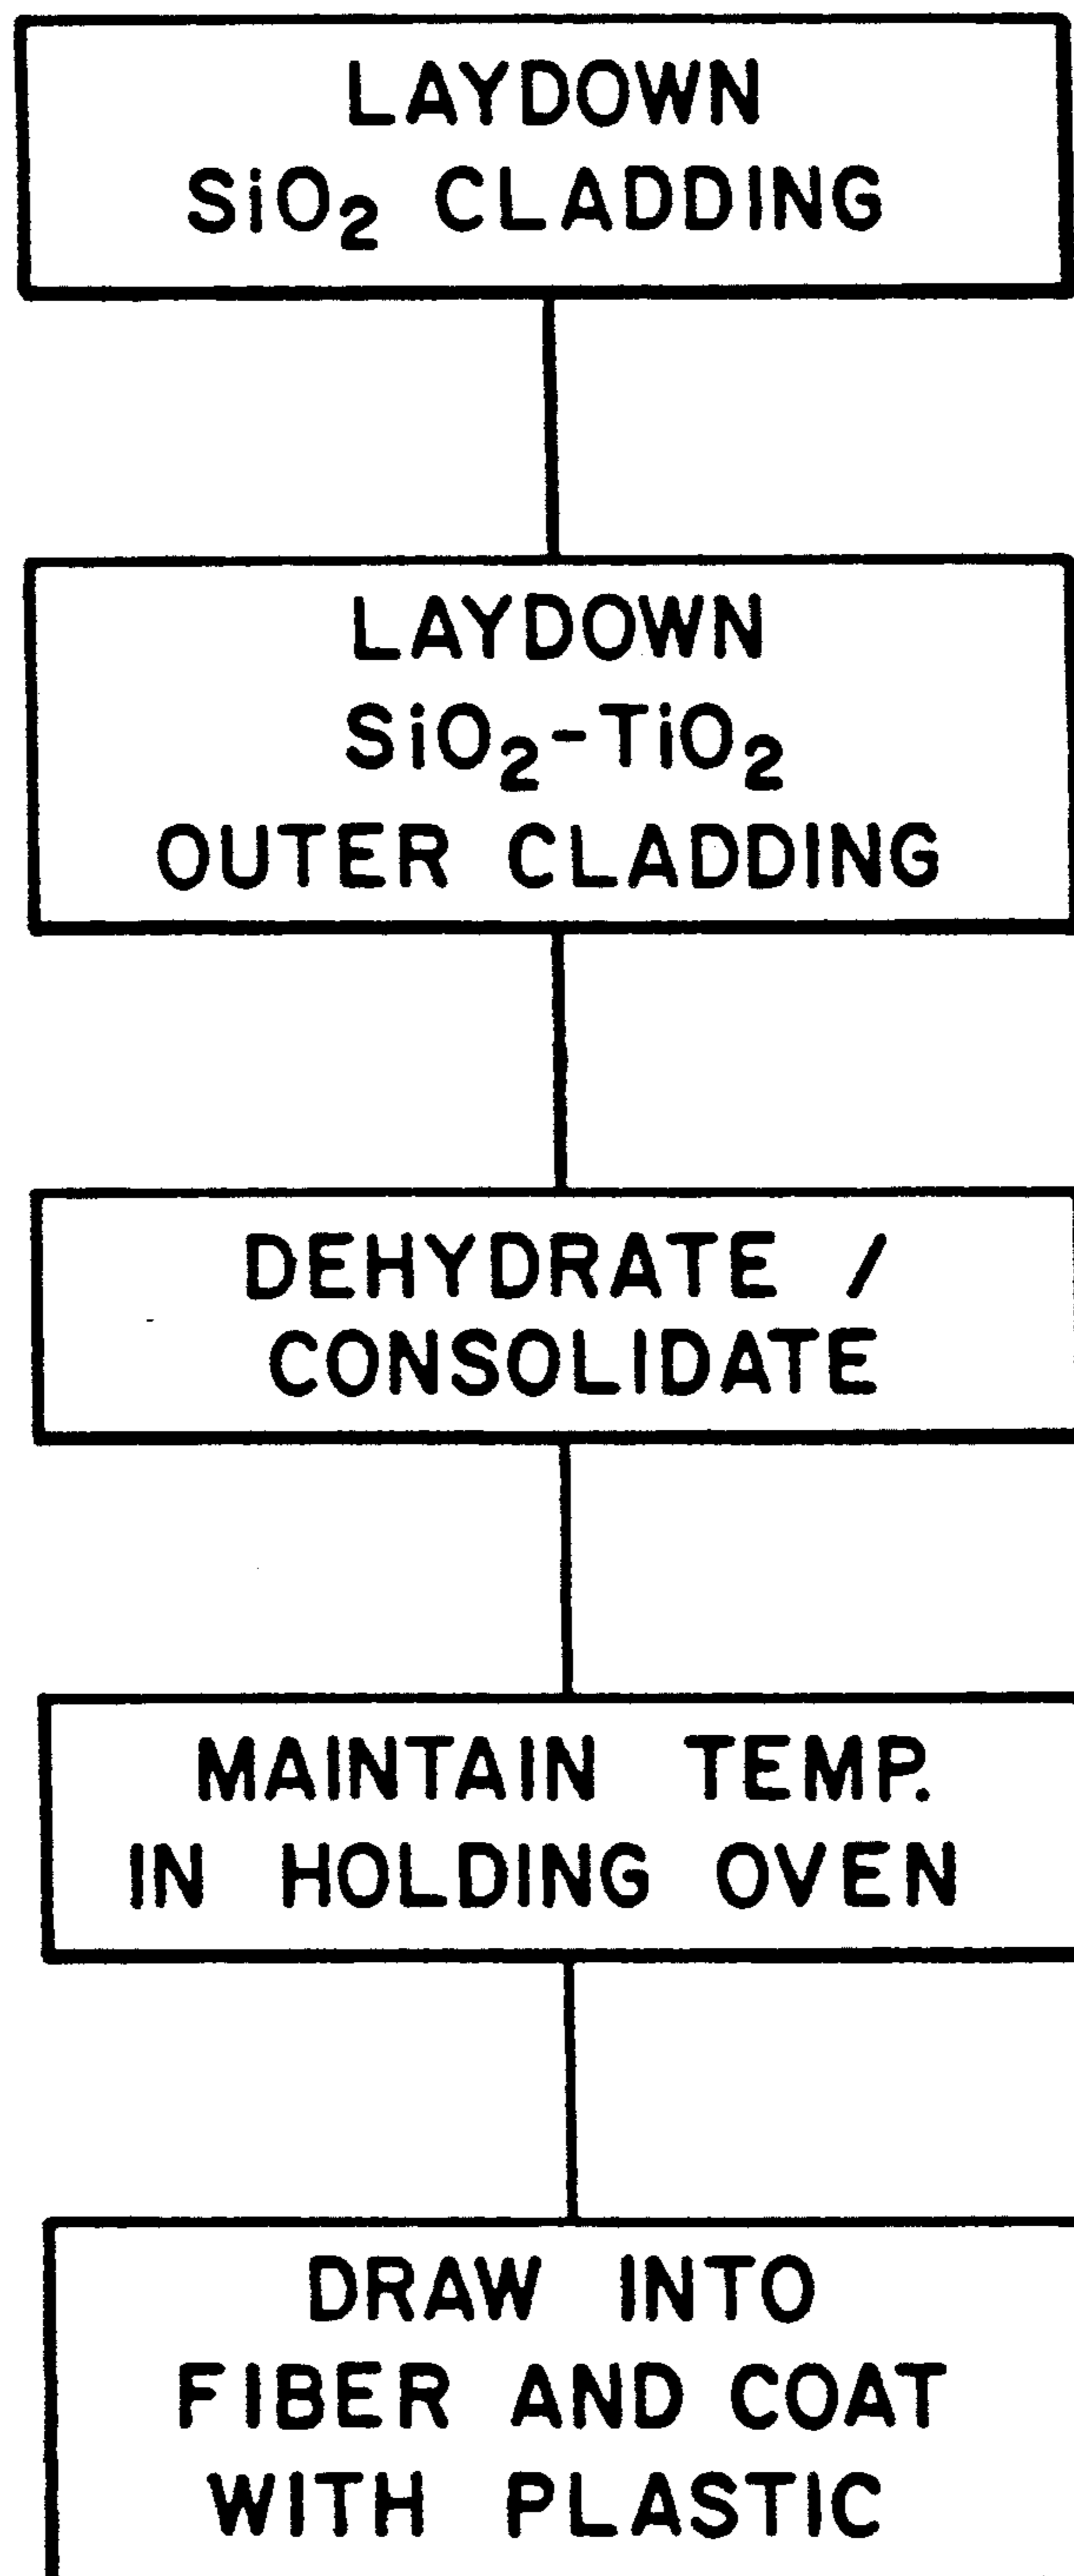 LAYDOWN
SiO₂ CLADDING
LAYDOWN
SiO₂-TiO₂
OUTER CLADDING
DEHYDRATE /
CONSOLIDATE
MAINTAIN TEMP.
IN HOLDING OVEN
DRAW INTO
FIBER AND COAT
WITH PLASTIC